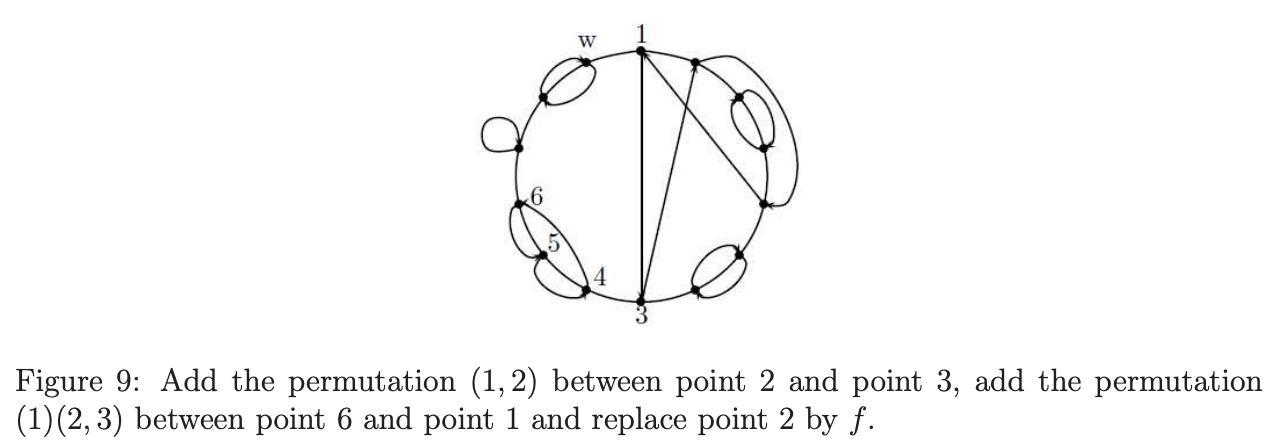 w
1
6
5
4
3
Figure 9: Add the permutation (1, 2) between point 2 and point 3, add the permutation
(1)(2, 3) between point 6 and point 1 and replace point 2 by f.